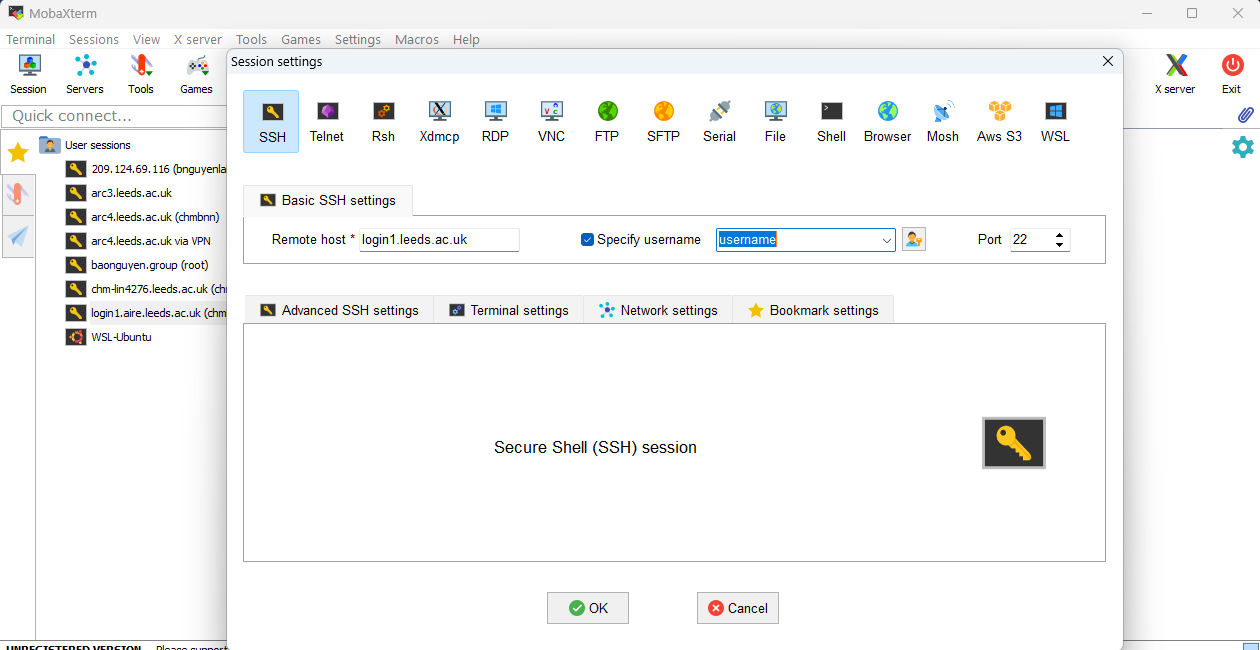 MobaXterm
Terminal Sessions View X server Tools Games Settings Macros Help
Session Servers Tools Games
X server Exit
Quick connect...
User sessions
209.124.69.116 (bnguyenla
arc3.leeds.ac.uk
arc4.leeds.ac.uk (chmbnn)
arc4.leeds.ac.uk via VPN
baonguyen.group (root)
chm-lin4276.leeds.ac.uk (ch
login1.aire.leeds.ac.uk (chm
WSL-Ubuntu
Session settings
SSH Telnet Rsh Xdmcp RDP VNC FTP SFTP Serial File Shell Browser Mosh Aws S3 WSL
Basic SSH settings
Remote host * login1.leeds.ac.uk Specify username username Port 22
Advanced SSH settings Terminal settings Network settings Bookmark settings
Secure Shell (SSH) session
OK Cancel
UNREGISTERED VERSION Please support